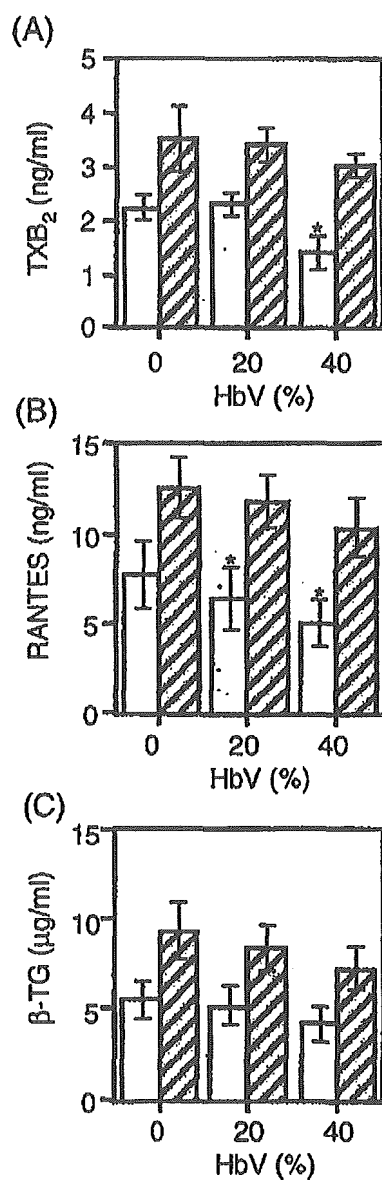 (A)
TXB₂ (ng/ml)
5
4
3
2
1
0
*
0 20 40
HbV (%)
(B)
RANTES (ng/ml)
15
10
5
0
* *
0 20 40
HbV (%)
(C)
β-TG (μg/ml)
15
10
5
0
0 20 40
HbV (%)